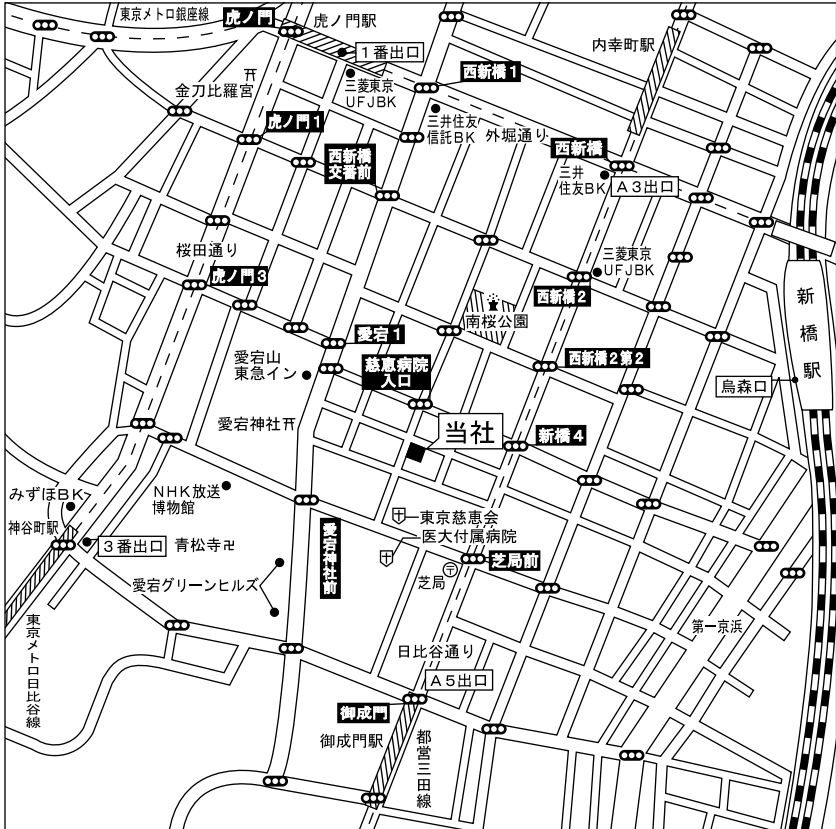 東京メトロ銀座線
虎ノ門
虎ノ門駅
1番出口
内幸町駅
金刀比羅宮
三菱東京
UFJBK
西新橋1
三井住友
信託BK
外堀通り
虎ノ門1
西新橋
交番前
西新橋
三井
住友BK
A3出口
桜田通り
虎ノ門3
三菱東京
UFJBK
西新橋2
新橋駅
南桜公園
愛宕1
愛宕山
東急イン
慈恵病院
入口
西新橋2第2
烏森口
愛宕神社
当社
新橋4
みずほBK
NHK放送
博物館
神谷町駅
3番出口
青松寺卍
愛宕神社前
東京慈恵会
医大付属病院
芝局前
芝局
愛宕グリーンヒルズ
東京メトロ日比谷線
第一京浜
日比谷通り
A5出口
御成門
御成門駅
都営三田線